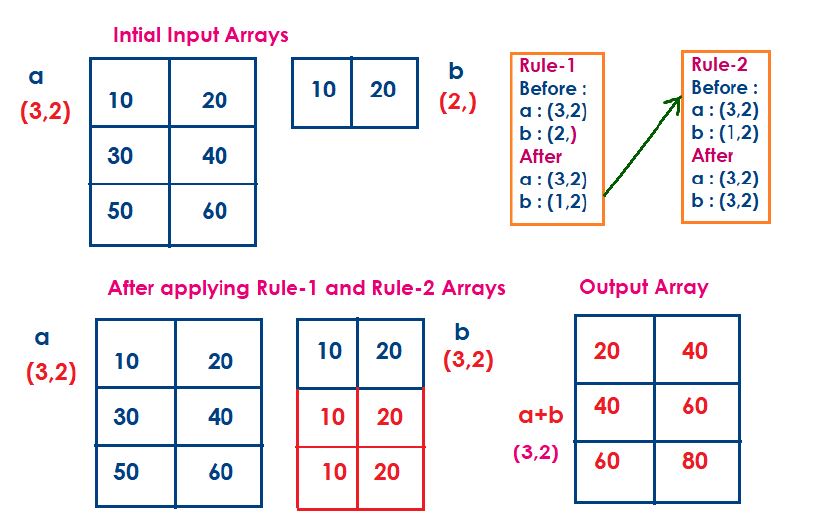 Intial Input Arrays
a
(3,2)
10 20
30 40
50 60
10 20
b
(2,)
Rule-1
Before :
a : (3,2)
b : (2,)
After
a : (3,2)
b : (1,2)
Rule-2
Before :
a : (3,2)
b : (1,2)
After
a : (3,2)
b : (3,2)
After applying Rule-1 and Rule-2 Arrays
a
(3,2)
10 20
30 40
50 60
10 20
10 20
10 20
b
(3,2)
Output Array
a+b
(3,2)
20 40
40 60
60 80